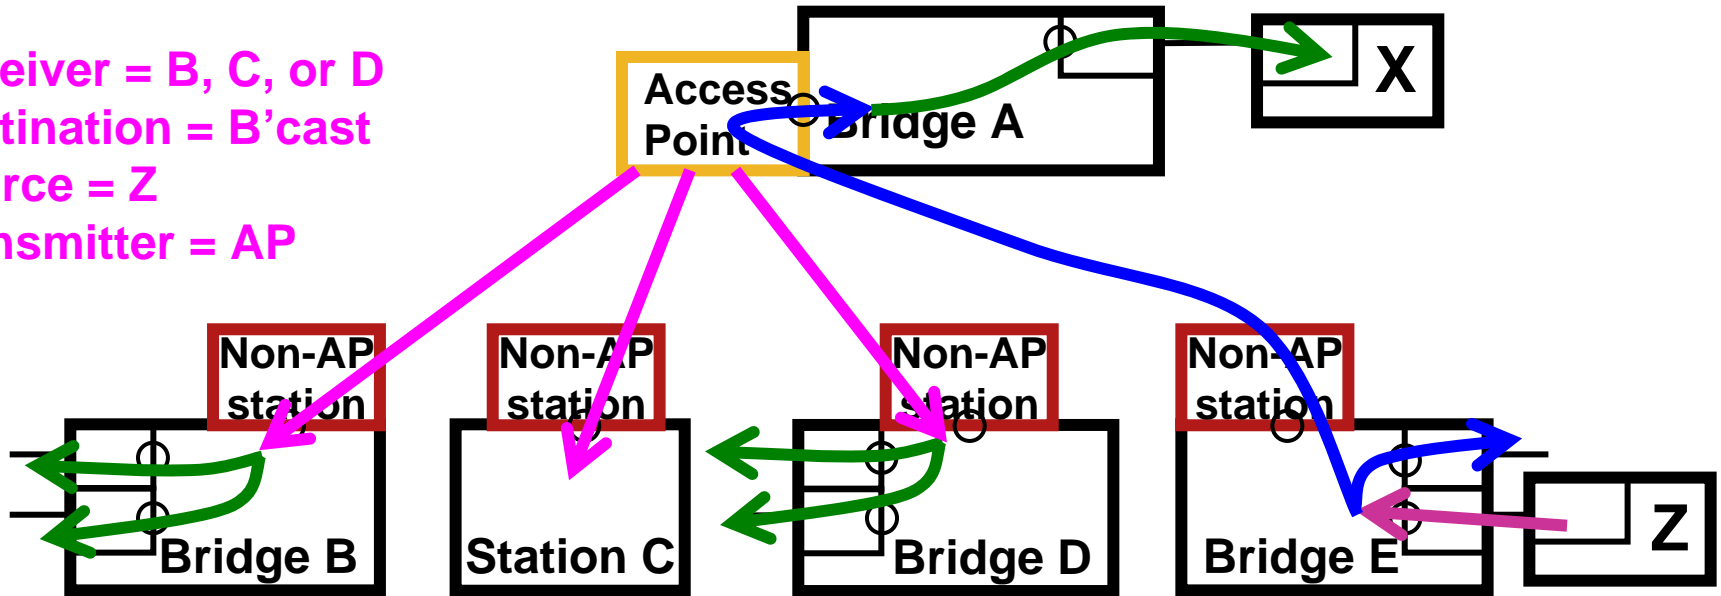 eiver = B, C, or D
tination = B'cast
rce = Z
nsmitter = AP
Access
Point
Bridge A
X
Non-AP
station
Non-AP
station
Non-AP
station
Non-AP
station
Bridge B
Station C
Bridge D
Bridge E
Z